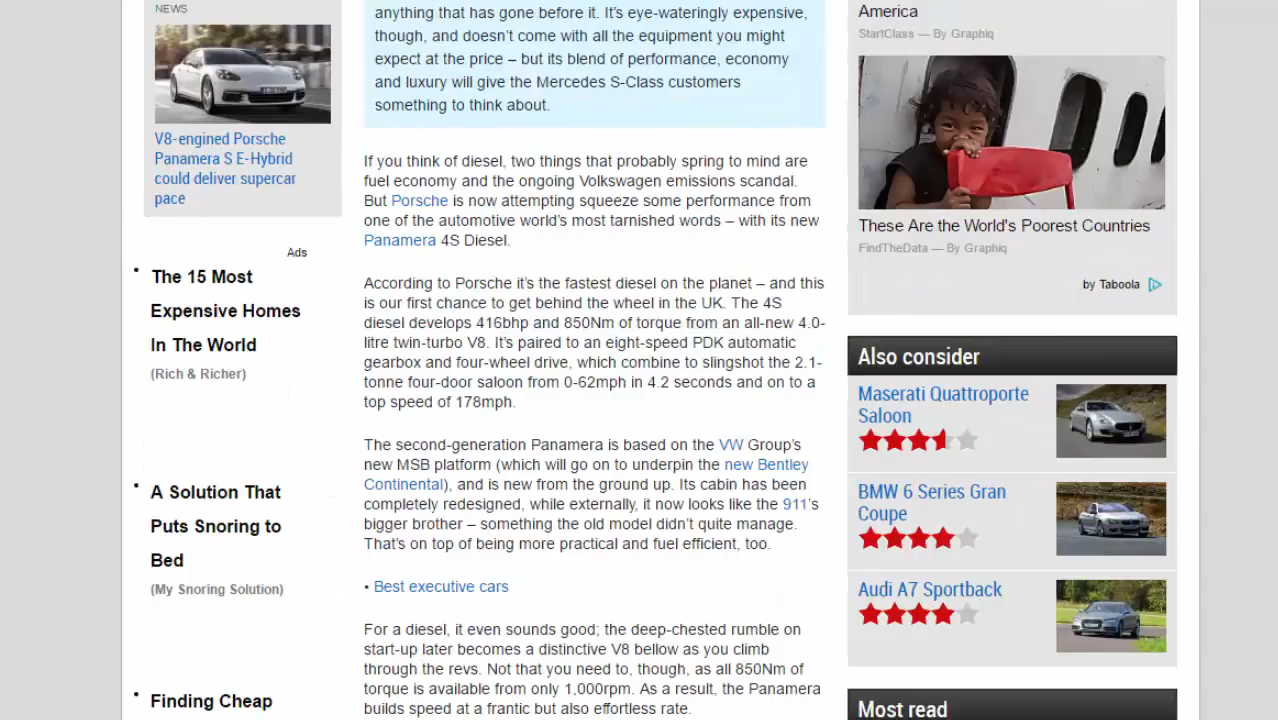 NEWS
V8-engined Porsche
Panamera S E-Hybrid
could deliver supercar
pace
Ads
• The 15 Most
Expensive Homes
In The World
(Rich & Richer)
• A Solution That
Puts Snoring to
Bed
(My Snoring Solution)
• Finding Cheap
anything that has gone before it. It's eye-wateringly expensive,
though, and doesn't come with all the equipment you might
expect at the price – but its blend of performance, economy
and luxury will give the Mercedes S-Class customers
something to think about.
If you think of diesel, two things that probably spring to mind are
fuel economy and the ongoing Volkswagen emissions scandal.
But Porsche is now attempting squeeze some performance from
one of the automotive world's most tarnished words – with its new
Panamera 4S Diesel.
According to Porsche it's the fastest diesel on the planet – and this
is our first chance to get behind the wheel in the UK. The 4S
diesel develops 416bhp and 850Nm of torque from an all-new 4.0-
litre twin-turbo V8. It's paired to an eight-speed PDK automatic
gearbox and four-wheel drive, which combine to slingshot the 2.1-
tonne four-door saloon from 0-62mph in 4.2 seconds and on to a
top speed of 178mph.
The second-generation Panamera is based on the VW Group's
new MSB platform (which will go on to underpin the new Bentley
Continental), and is new from the ground up. Its cabin has been
completely redesigned, while externally, it now looks like the 911's
bigger brother – something the old model didn't quite manage.
That's on top of being more practical and fuel efficient, too.
• Best executive cars
For a diesel, it even sounds good; the deep-chested rumble on
start-up later becomes a distinctive V8 bellow as you climb
through the revs. Not that you need to, though, as all 850Nm of
torque is available from only 1,000rpm. As a result, the Panamera
builds speed at a frantic but also effortless rate.
America
StartClass — By Graphiq
These Are the World's Poorest Countries
FindTheData — By Graphiq
by Taboola
Also consider
Maserati Quattroporte
Saloon
BMW 6 Series Gran
Coupe
Audi A7 Sportback
Most read